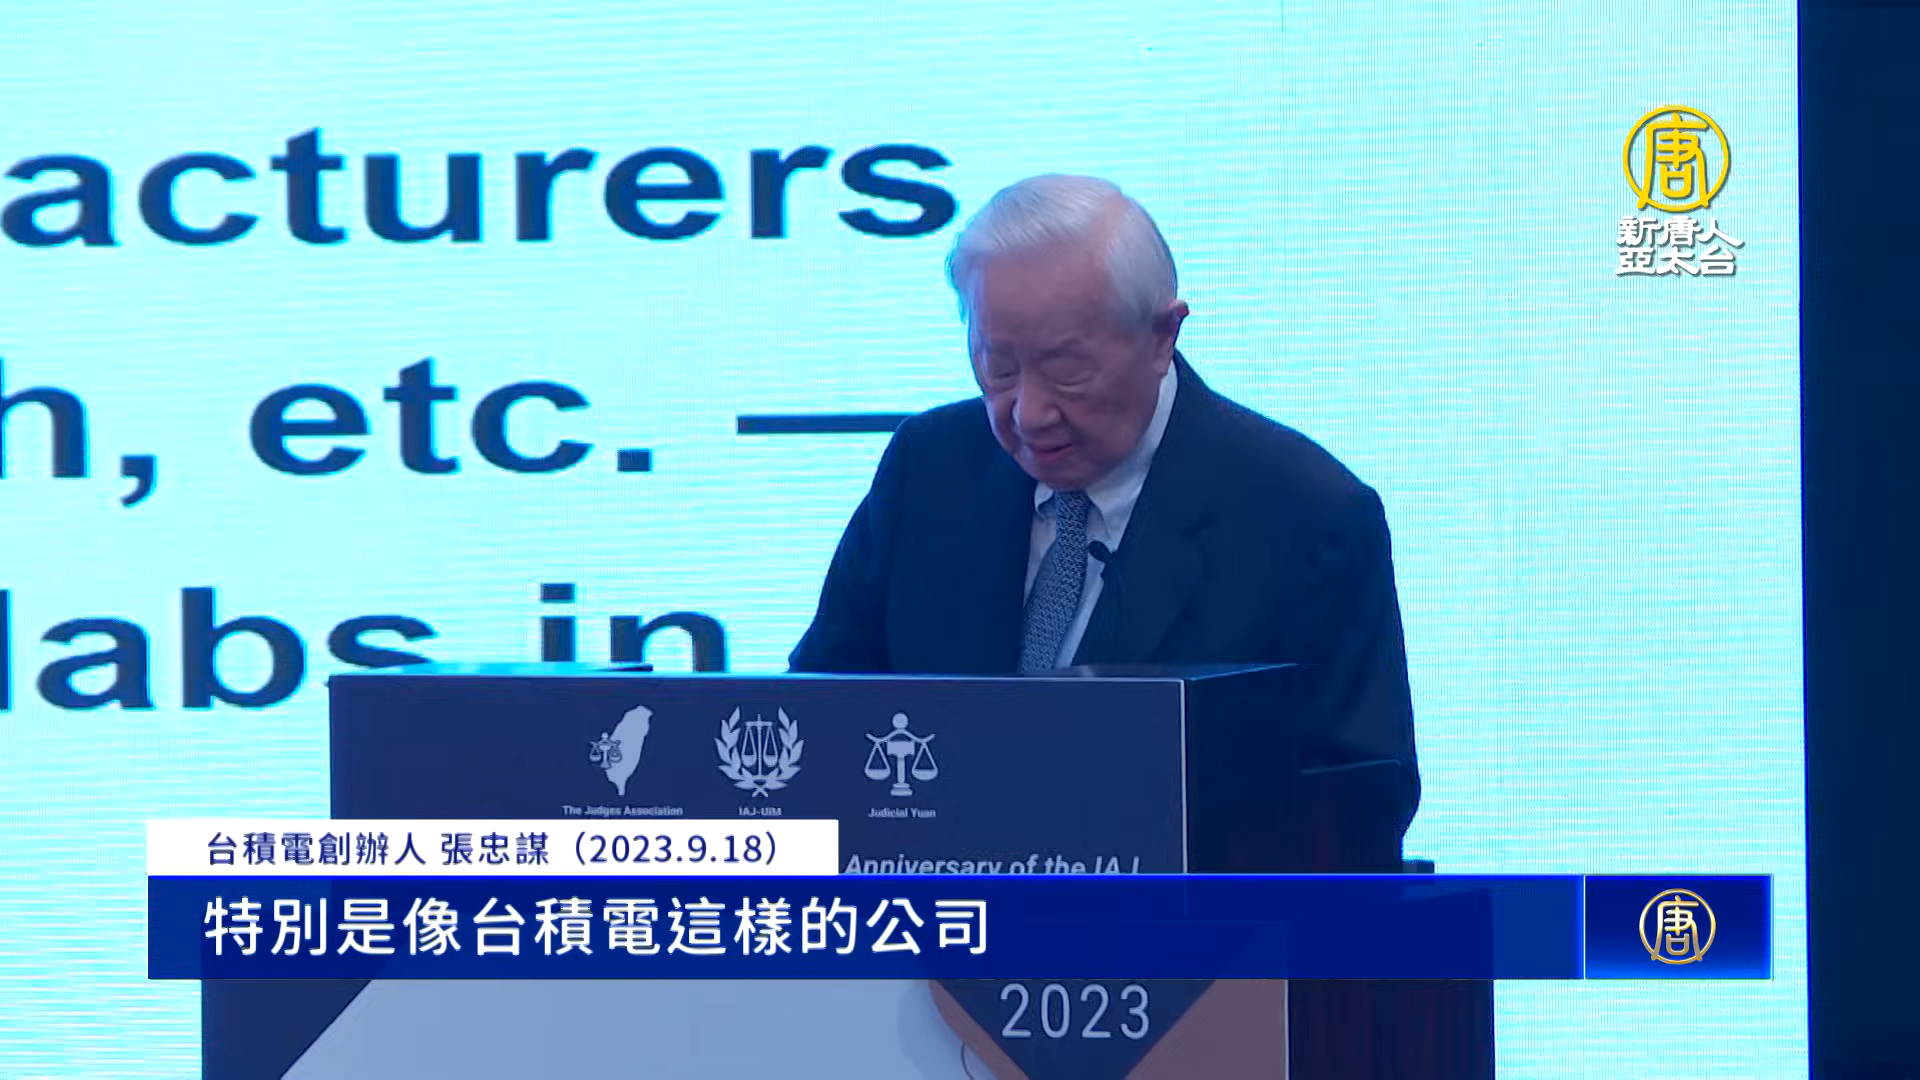 acturers
h, etc. —
labs in
唐
新唐人
亞太台
The Judges Association
IAJ-UIM
Judicial Yuan
Anniversary of the IAJ
台積電創辦人 張忠謀（2023.9.18）
特別是像台積電這樣的公司
唐
2023